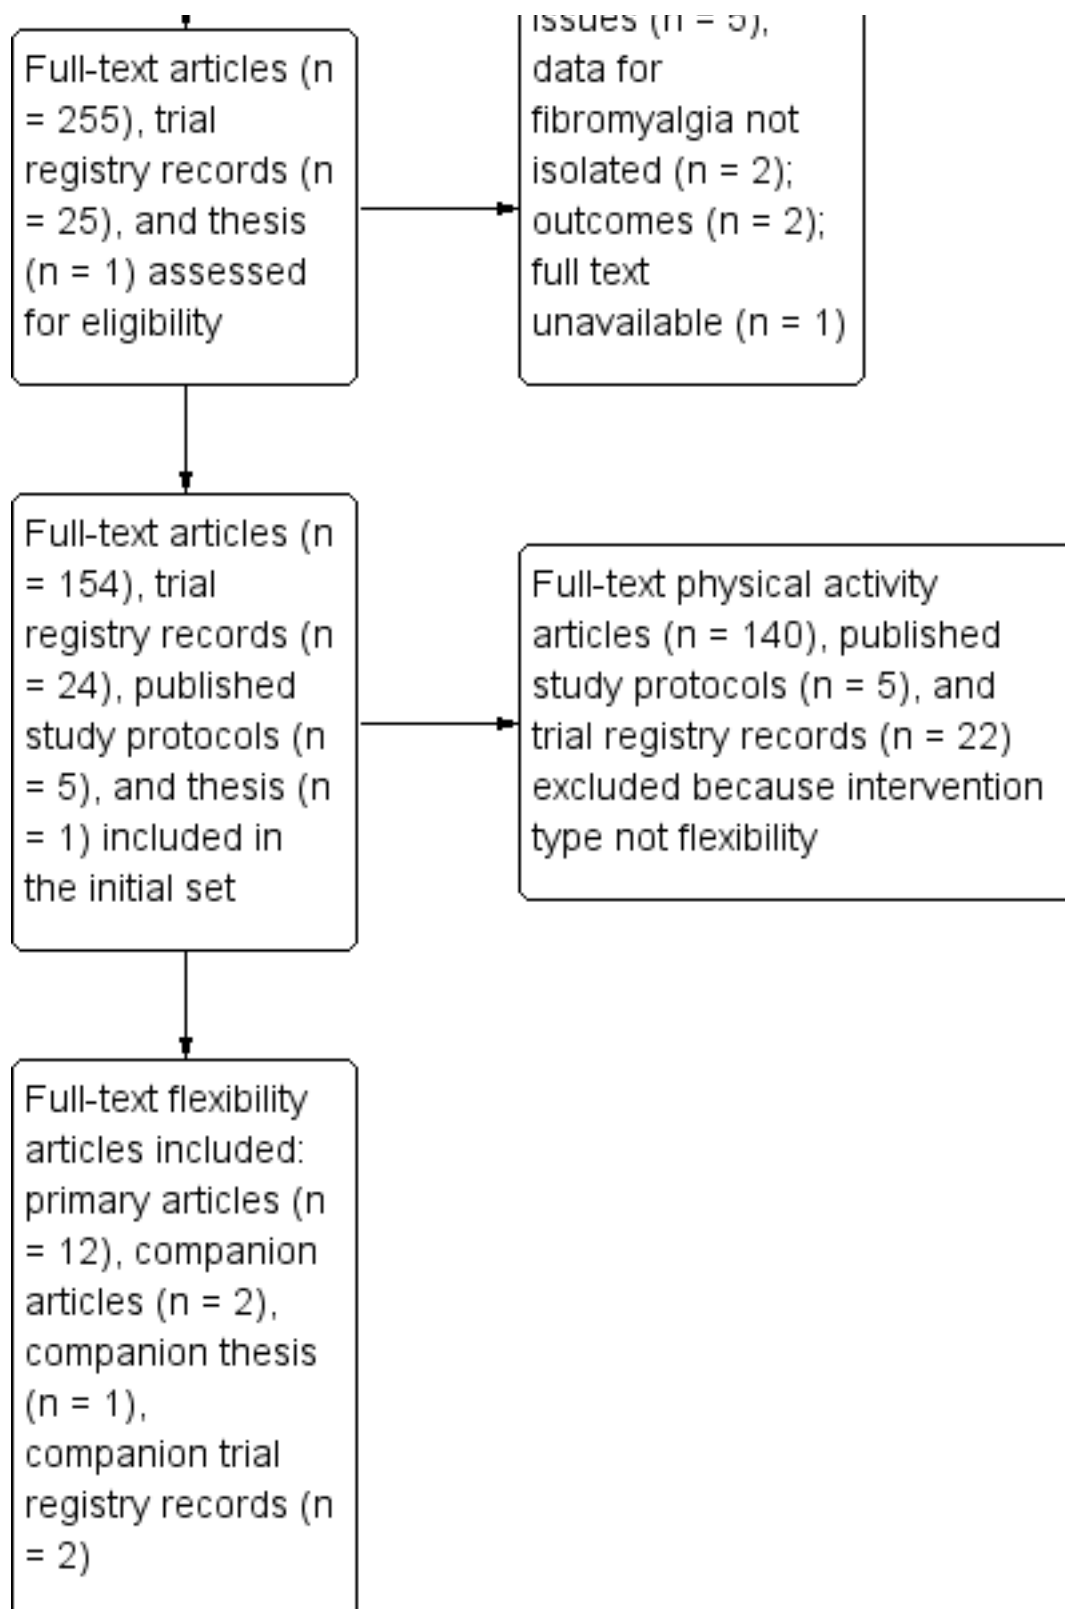 Full-text articles (n
= 255), trial
registry records (n
= 25), and thesis
(n = 1) assessed
for eligibility
issues (n = 5),
data for
fibromyalgia not
isolated (n = 2);
outcomes (n = 2);
full text
unavailable (n = 1)
Full-text articles (n
= 154), trial
registry records (n
= 24), published
study protocols (n
= 5), and thesis (n
= 1) included in
the initial set
Full-text physical activity
articles (n = 140), published
study protocols (n = 5), and
trial registry records (n = 22)
excluded because intervention
type not flexibility
Full-text flexibility
articles included:
primary articles (n
= 12), companion
articles (n = 2),
companion thesis
(n = 1),
companion trial
registry records (n
= 2)